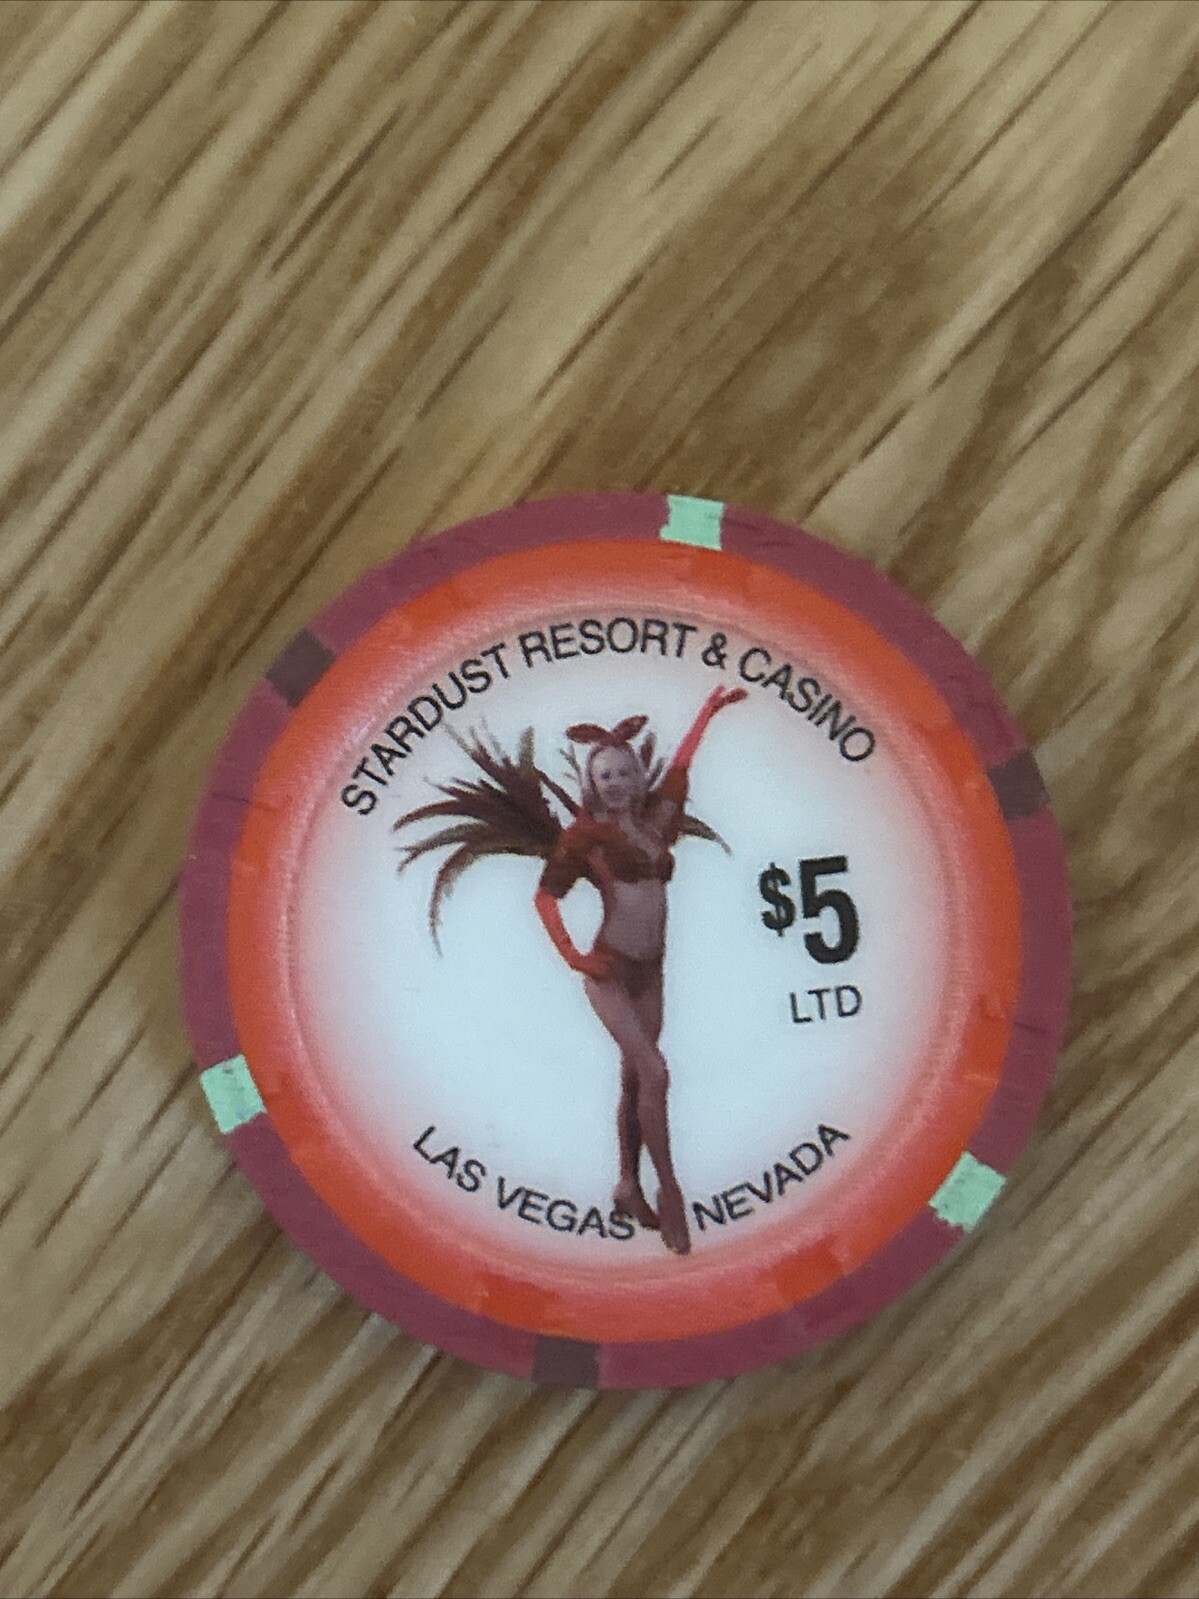 STARDUST RESORT & CASINO
$5
LTD
LAS VEGAS NEVADA